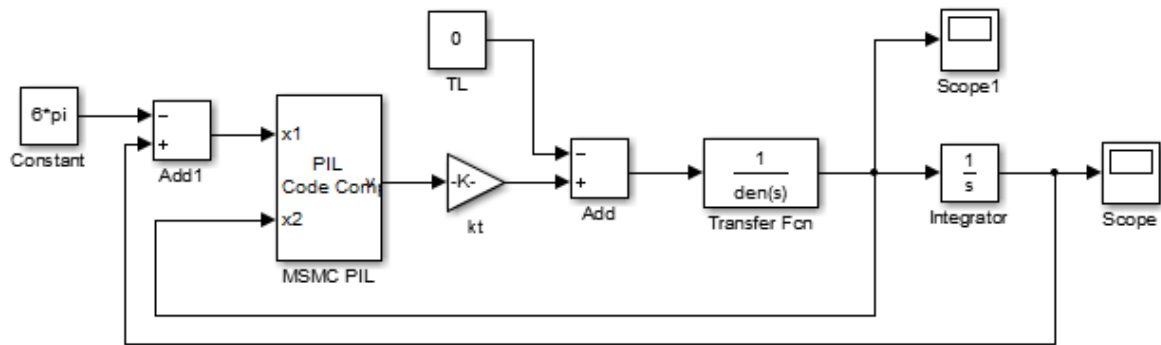 0
TL
Scope1
6*pi
Constant
−
+
Add1
x1
x2
PIL
Code Comp
y
MSMC PIL
-K-
kt
−
+
Add
1
den(s)
Transfer Fcn
1
s
Integrator
Scope